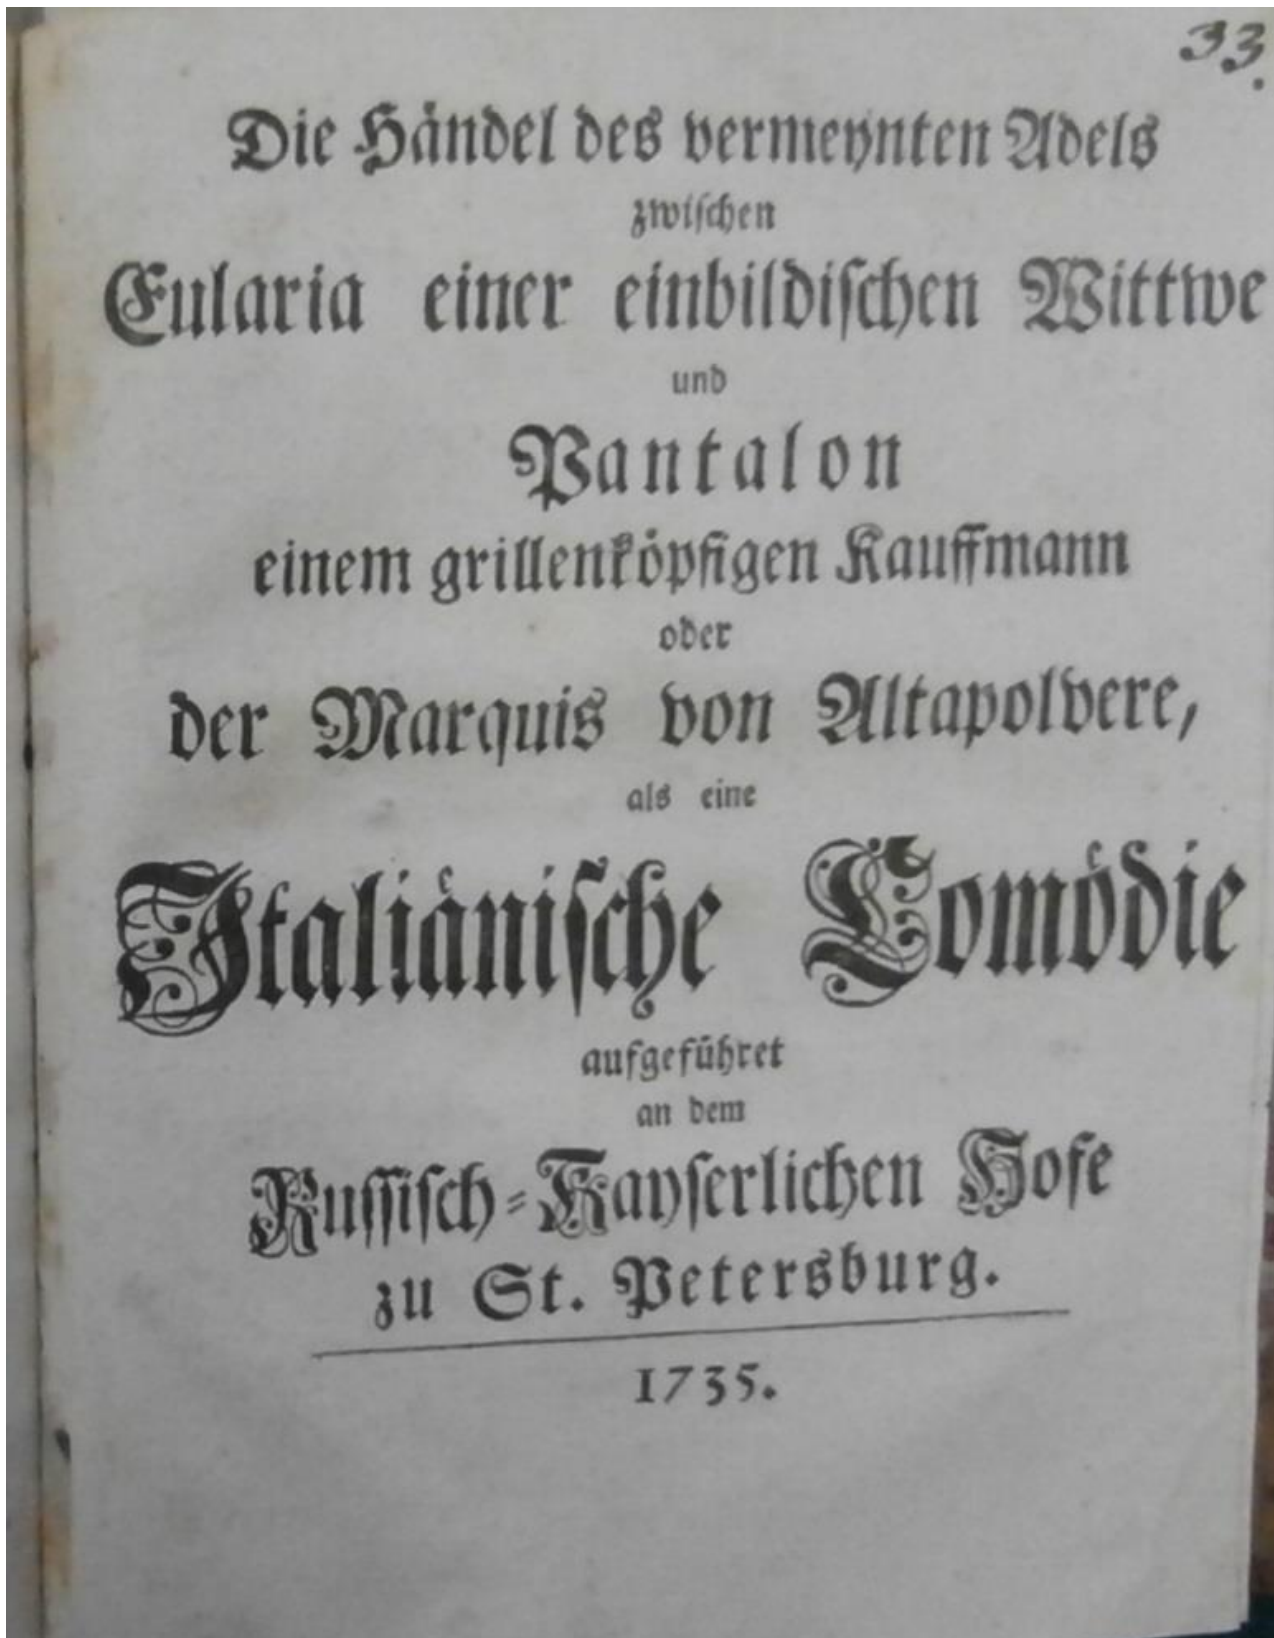 33.
Die Händel des vermeynten Adels
zwischen
Eularia einer einbildischen Wittwe
und
Pantalon
einem grillenköpfigen Kauffmann
oder
der Marquis von Altapolvere,
als eine
Italiänische Comödie
aufgeführet
an dem
Russisch-Kayserlichen Hofe
zu St. Petersburg.
1735.